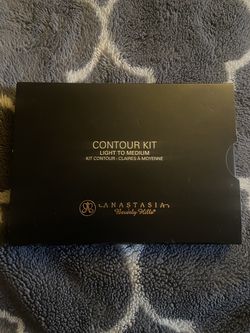 CONTOUR KIT
LIGHT TO MEDIUM
KIT CONTOUR - CLAIRES À MOYENNE
ANASTASIA
Beverly Hills®